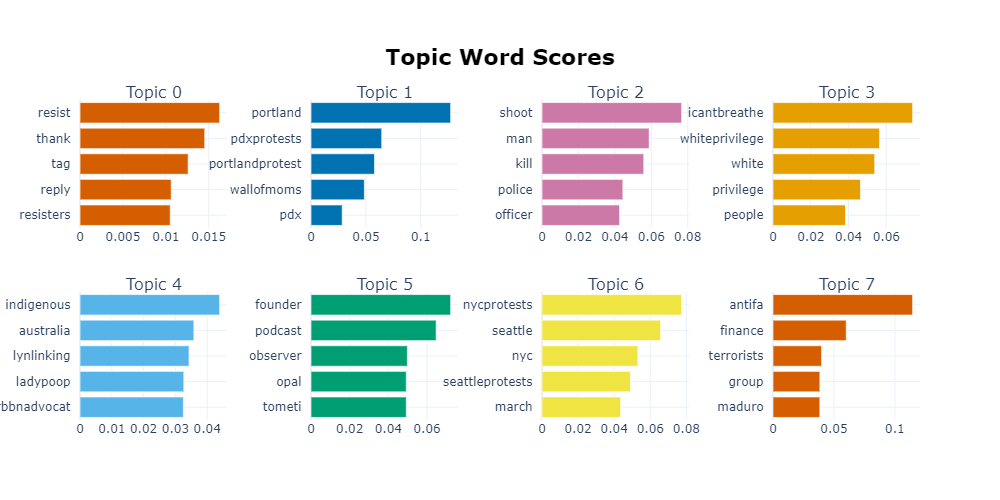 Topic Word Scores
Topic 0
resist
thank
tag
reply
resisters
0 0.005 0.01 0.015
Topic 1
portland
pdxprotests
portlandprotest
wallofmoms
pdx
0 0.05 0.1
Topic 2
shoot
man
kill
police
officer
0 0.02 0.04 0.06 0.08
Topic 3
icantbreathe
whiteprivilege
white
privilege
people
0 0.02 0.04 0.06
Topic 4
indigenous
australia
lynlinking
ladypoop
bbnadvocat
0 0.01 0.02 0.03 0.04
Topic 5
founder
podcast
observer
opal
tometi
0 0.02 0.04 0.06
Topic 6
nycprotests
seattle
nyc
seattleprotests
march
0 0.02 0.04 0.06 0.08
Topic 7
antifa
finance
terrorists
group
maduro
0 0.05 0.1